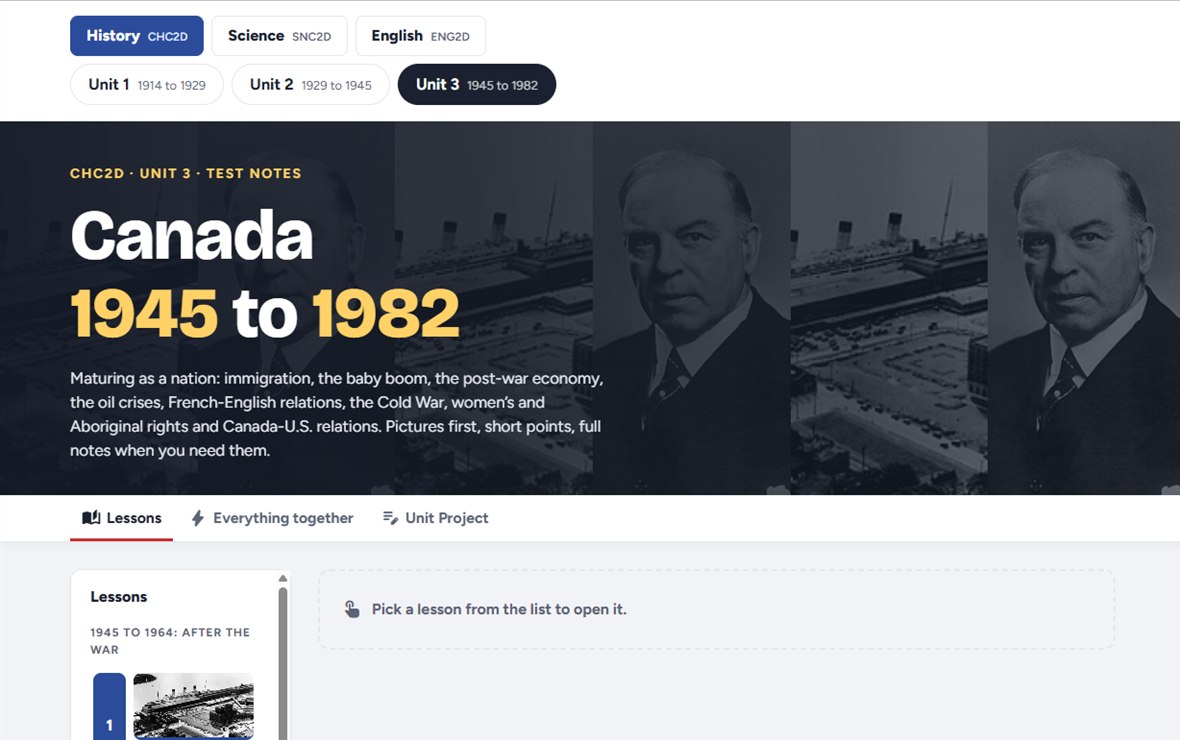 History CHC2D
Science SNC2D
English ENG2D
Unit 1 1914 to 1929
Unit 2 1929 to 1945
Unit 3 1945 to 1982
CHC2D · UNIT 3 · TEST NOTES
Canada
1945 to 1982
Maturing as a nation: immigration, the baby boom, the post-war economy,
the oil crises, French-English relations, the Cold War, women's and
Aboriginal rights and Canada-U.S. relations. Pictures first, short points, full
notes when you need them.
Lessons
Everything together
Unit Project
Lessons
1945 TO 1964: AFTER THE
WAR
1
Pick a lesson from the list to open it.